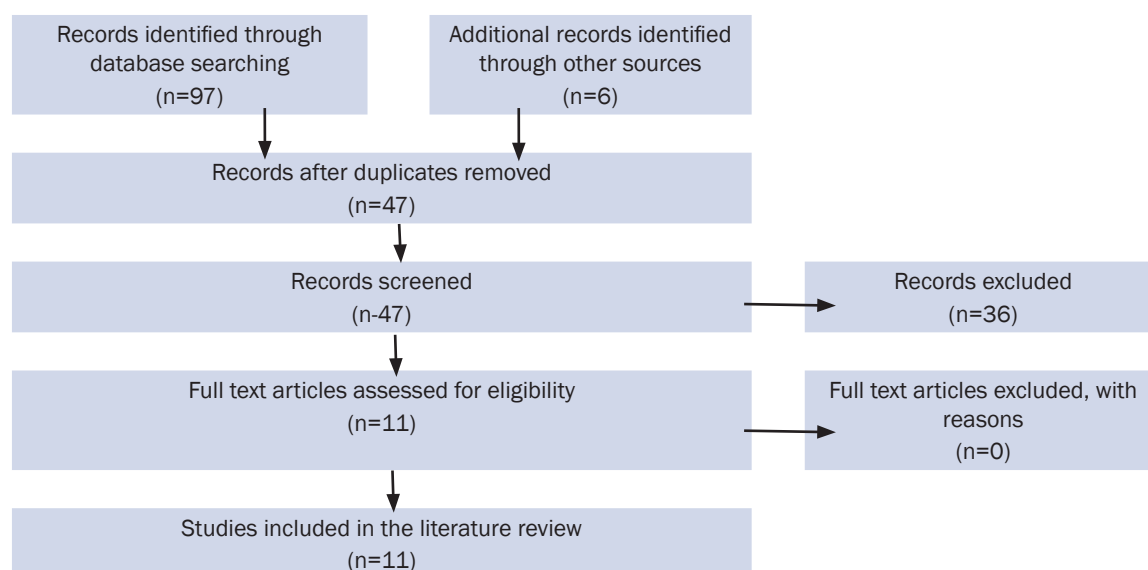 Records identified through
database searching
(n=97)
Additional records identified
through other sources
(n=6)
Records after duplicates removed
(n=47)
Records screened
(n-47)
Records excluded
(n=36)
Full text articles assessed for eligibility
(n=11)
Full text articles excluded, with
reasons
(n=0)
Studies included in the literature review
(n=11)